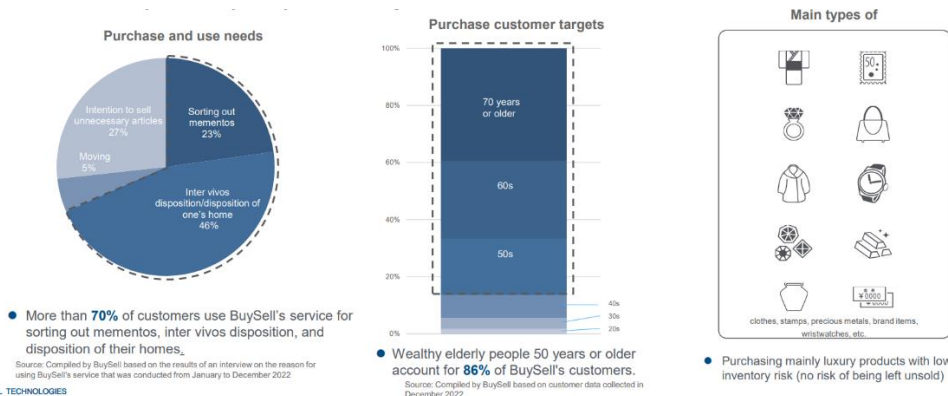 Purchase and use needs
Intention to sell
unnecessary articles
27%
Sorting out
mementos
23%
Moving
5%
Inter vivos
disposition/disposition of
one's home
46%
● More than 70% of customers use BuySell's service for
sorting out mementos, inter vivos disposition, and
disposition of their homes.
Source: Compiled by BuySell based on the results of an interview on the reason for
using BuySell's service that was conducted from January to December 2022
TECHNOLOGIES
Purchase customer targets
100%
80%
60%
40%
20%
0%
70 years
or older
60s
50s
40s
30s
20s
● Wealthy elderly people 50 years or older
account for 86% of BuySell's customers.
Source: Compiled by BuySell based on customer data collected in
December 2022
Main types of
50
¥0000
clothes, stamps, precious metals, brand items,
wristwatches, etc.
● Purchasing mainly luxury products with low
inventory risk (no risk of being left unsold)